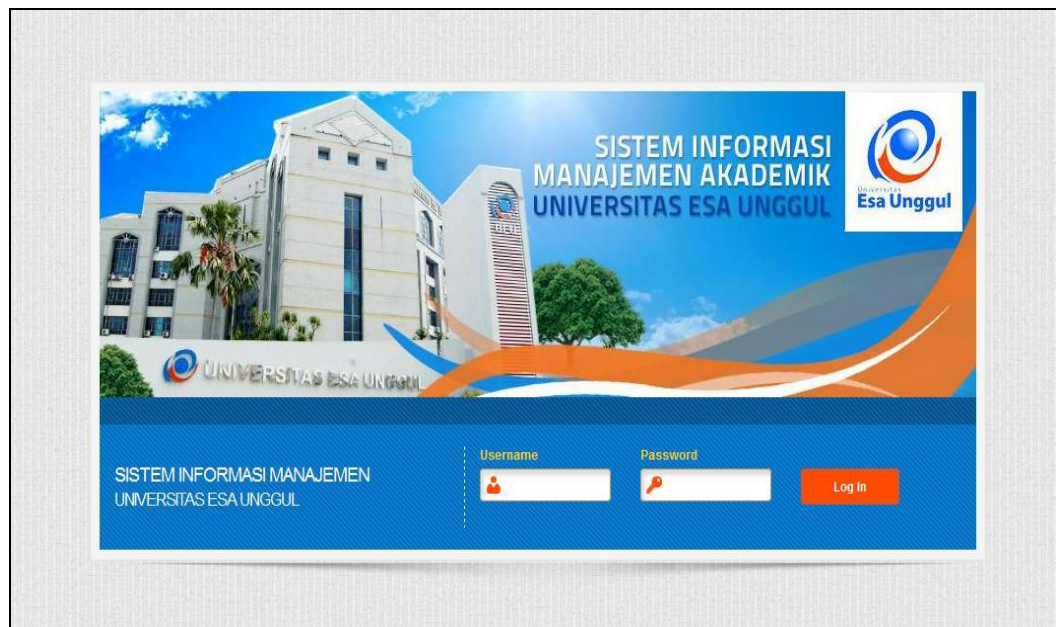 SISTEM INFORMASI
MANAJEMEN AKADEMIK
UNIVERSITAS ESA UNGGUL
Universitas
Esa Unggul
UNIVERSITAS ESA UNGGUL
SISTEM INFORMASI MANAJEMEN
UNIVERSITAS ESA UNGGUL
Username
Password
Log In